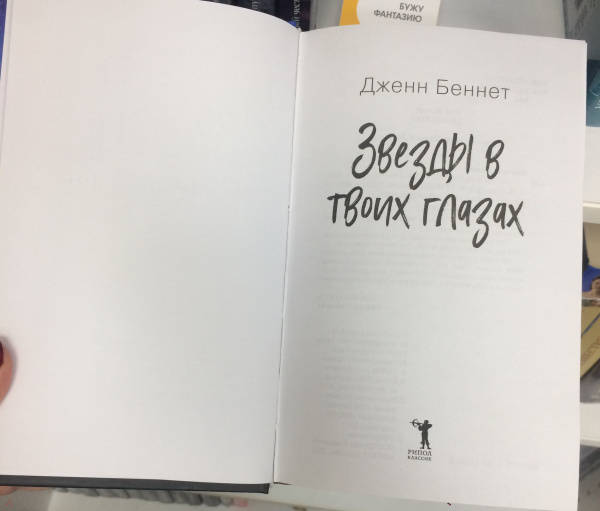 БУЖУ
ФАНТАЗИЮ
Дженн Беннет
Звезды в
твоих глазах
РИПОЛ
КЛАССИК